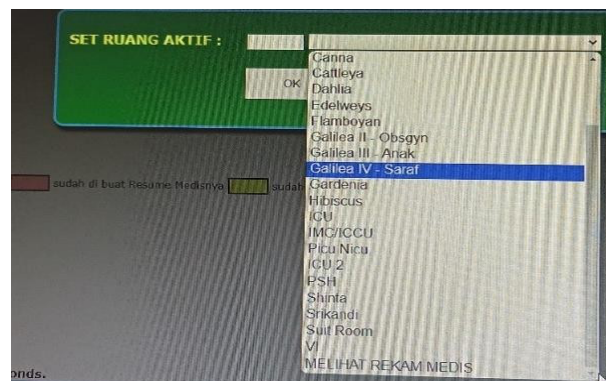 SET RUANG AKTIF :
OK
Canna
Cattleya
Dahlia
Edelweys
Flamboyan
Galilea II - Obsgyn
Galilea III - Anak
Galilea IV - Saraf
Gardenia
Hibiscus
ICU
IMC/ICCU
Picu Nicu
ICU 2
PSH
Shinta
Srikandi
Suit Room
VI
MELIHAT REKAM MEDIS
sudah di buat Resume Medisnya
sudah
onds.